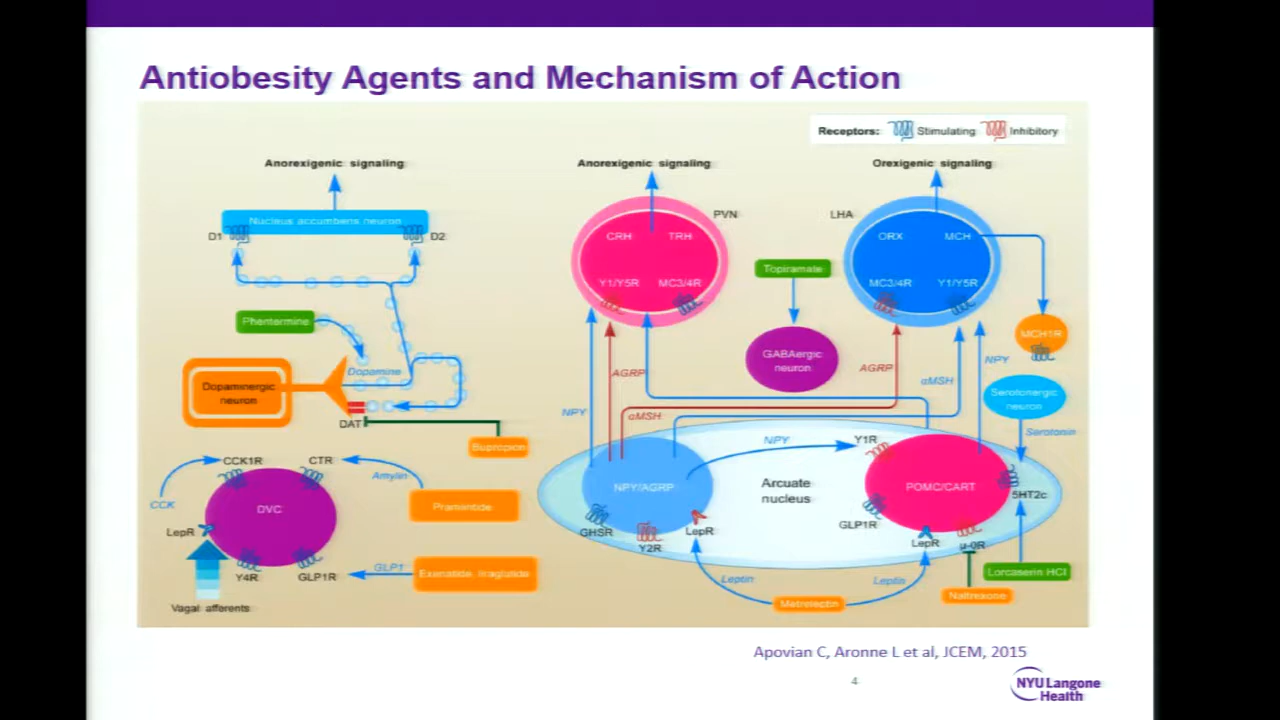 Antiobesity Agents and Mechanism of Action
Receptors: Stimulating Inhibitory
Anorexigenic signaling
Nucleus accumbens neuron
D1
D2
Phentermine
Dopamine
Dopaminergic
neuron
DAT
Bupropion
CCK1R
CTR
CCK
Amylin
DVC
Pramlintide
LepR
Y4R
GLP1R
GLP1
Exenatide, liraglutide
Vagal afferents
Anorexigenic signaling
PVN
CRH
TRH
Y1/Y5R
MC3/4R
Topiramate
GABAergic
neuron
Orexigenic signaling
LHA
ORX
MCH
MC3/4R
Y1/Y5R
MCH1R
AGRP
NPY
αMSH
AGRP
αMSH
NPY
Serotonergic
neuron
Serotonin
NPY
Y1R
NPY/AGRP
Arcuate
nucleus
POMC/CART
5HT2c
GHSR
Y2R
LepR
GLP1R
LepR
μ-0R
Leptin
Leptin
Metreleptin
Naltrexone
Lorcaserin HCl
Apovian C, Aronne L et al, JCEM, 2015
4
NYU Langone
Health